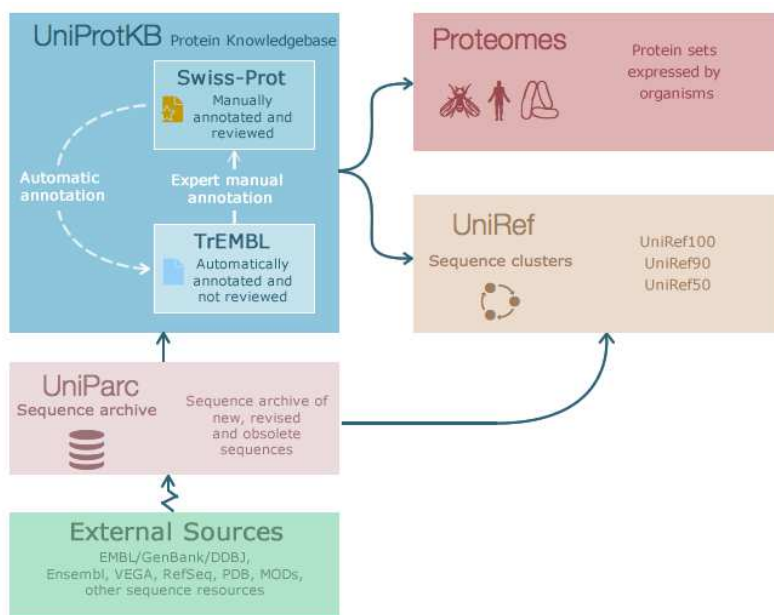 UniProtKB Protein Knowledgebase
Swiss-Prot
Manually
annotated and
reviewed
Automatic
annotation
Expert manual
annotation
TrEMBL
Automatically
annotated and
not reviewed
Proteomes
Protein sets
expressed by
organisms
UniRef
Sequence clusters
UniRef100
UniRef90
UniRef50
UniParc
Sequence archive
Sequence archive of
new, revised
and obsolete
sequences
External Sources
EMBL/GenBank/DDBJ,
Ensembl, VEGA, RefSeq, PDB, MODs,
other sequence resources